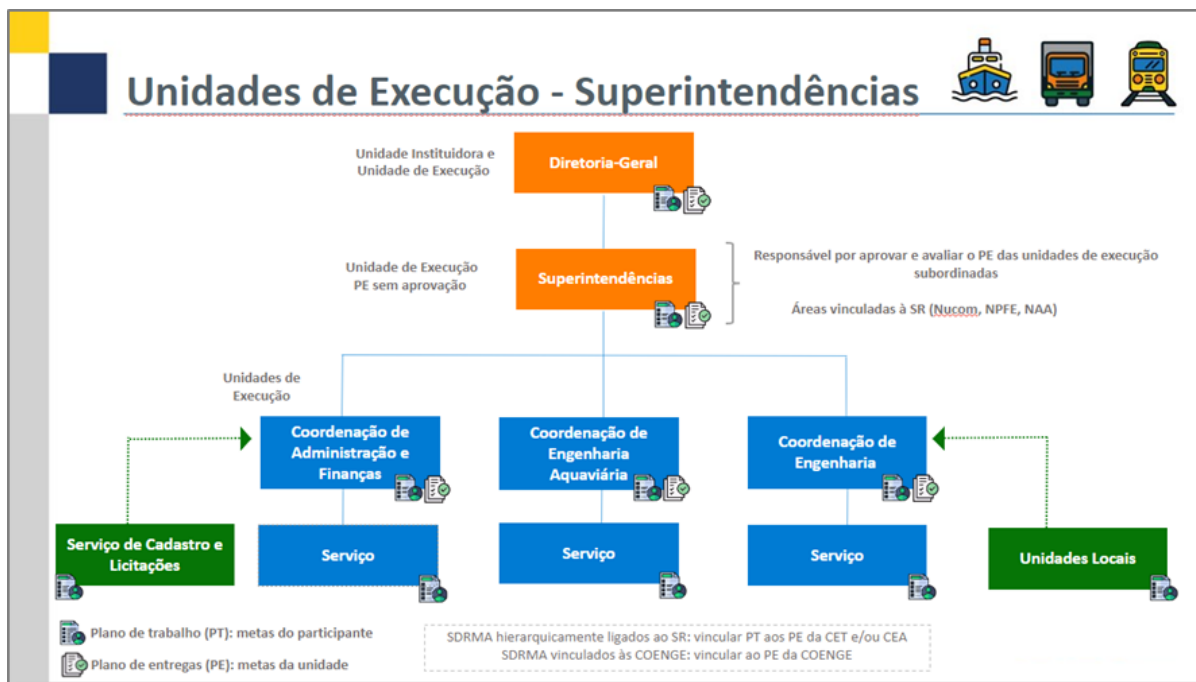 Unidades de Execução - Superintendências
Unidade Instituidora e
Unidade de Execução
Diretoria-Geral
Unidade de Execução
PE sem aprovação
Superintendências
Responsável por aprovar e avaliar o PE das unidades de execução
subordinadas
Áreas vinculadas à SR (Nucom, NPFE, NAA)
Unidades de
Execução
Coordenação de
Administração e
Finanças
Coordenação de
Engenharia
Aquaviária
Coordenação de
Engenharia
Serviço de Cadastro e
Licitações
Serviço
Serviço
Serviço
Unidades Locais
Plano de trabalho (PT): metas do participante
Plano de entregas (PE): metas da unidade
SDRMA hierarquicamente ligados ao SR: vincular PT aos PE da CET e/ou CEA
SDRMA vinculados às COENGE: vincular ao PE da COENGE